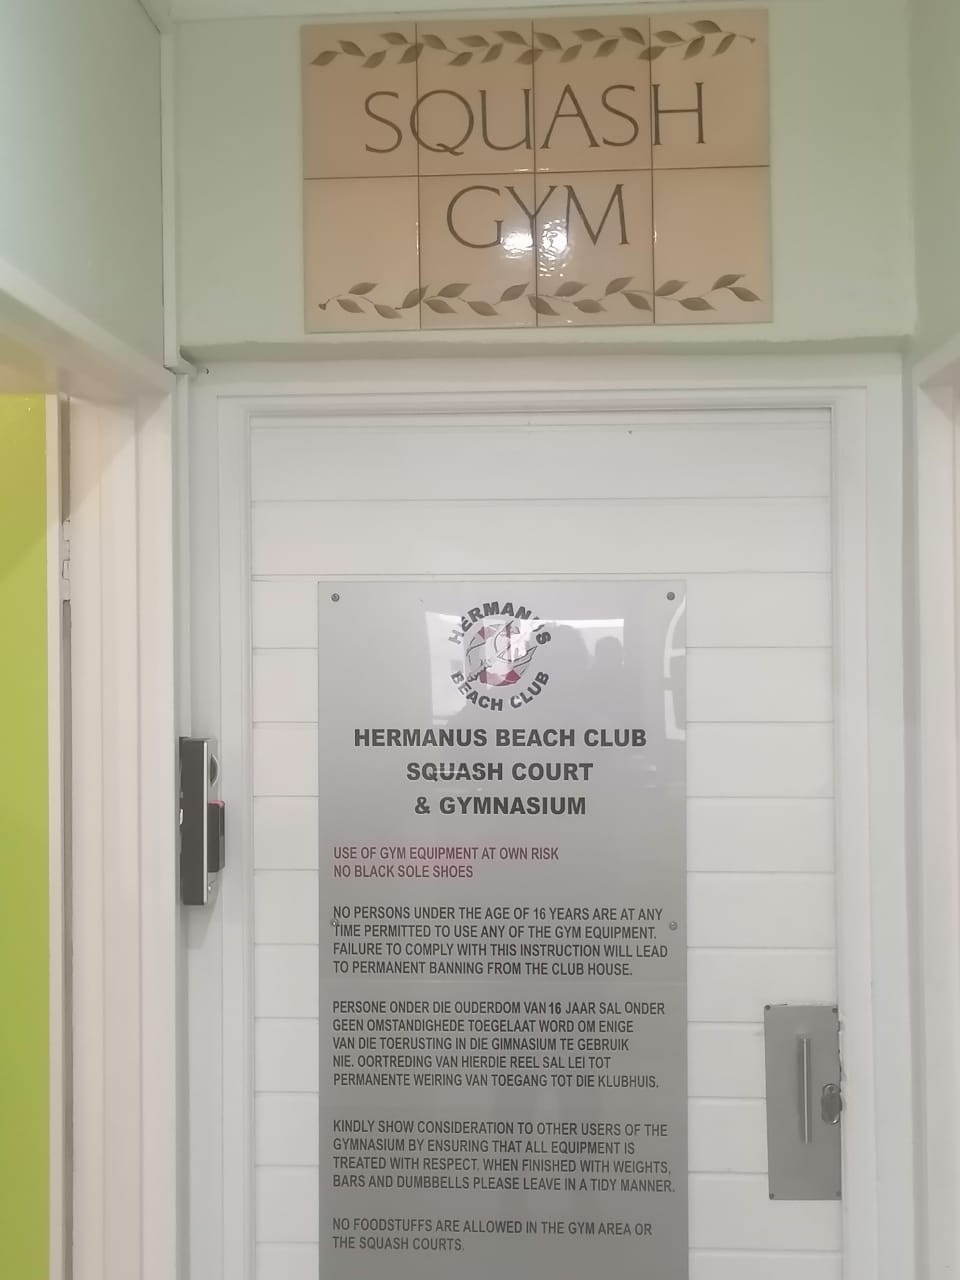 SQUASH
GYM
HERMANUS
BEACH CLUB
HERMANUS BEACH CLUB
SQUASH COURT
& GYMNASIUM
USE OF GYM EQUIPMENT AT OWN RISK
NO BLACK SOLE SHOES
NO PERSONS UNDER THE AGE OF 16 YEARS ARE AT ANY
TIME PERMITTED TO USE ANY OF THE GYM EQUIPMENT.
FAILURE TO COMPLY WITH THIS INSTRUCTION WILL LEAD
TO PERMANENT BANNING FROM THE CLUB HOUSE.
PERSONE ONDER DIE OUDERDOM VAN 16 JAAR SAL ONDER
GEEN OMSTANDIGHEDE TOEGELAAT WORD OM ENIGE
VAN DIE TOERUSTING IN DIE GIMNASIUM TE GEBRUIK
NIE. OORTREDING VAN HIERDIE REEL SAL LEI TOT
PERMANENTE WEIRING VAN TOEGANG TOT DIE KLUBHUIS.
KINDLY SHOW CONSIDERATION TO OTHER USERS OF THE
GYMNASIUM BY ENSURING THAT ALL EQUIPMENT IS
TREATED WITH RESPECT. WHEN FINISHED WITH WEIGHTS,
BARS AND DUMBBELLS PLEASE LEAVE IN A TIDY MANNER.
NO FOODSTUFFS ARE ALLOWED IN THE GYM AREA OR
THE SQUASH COURTS.